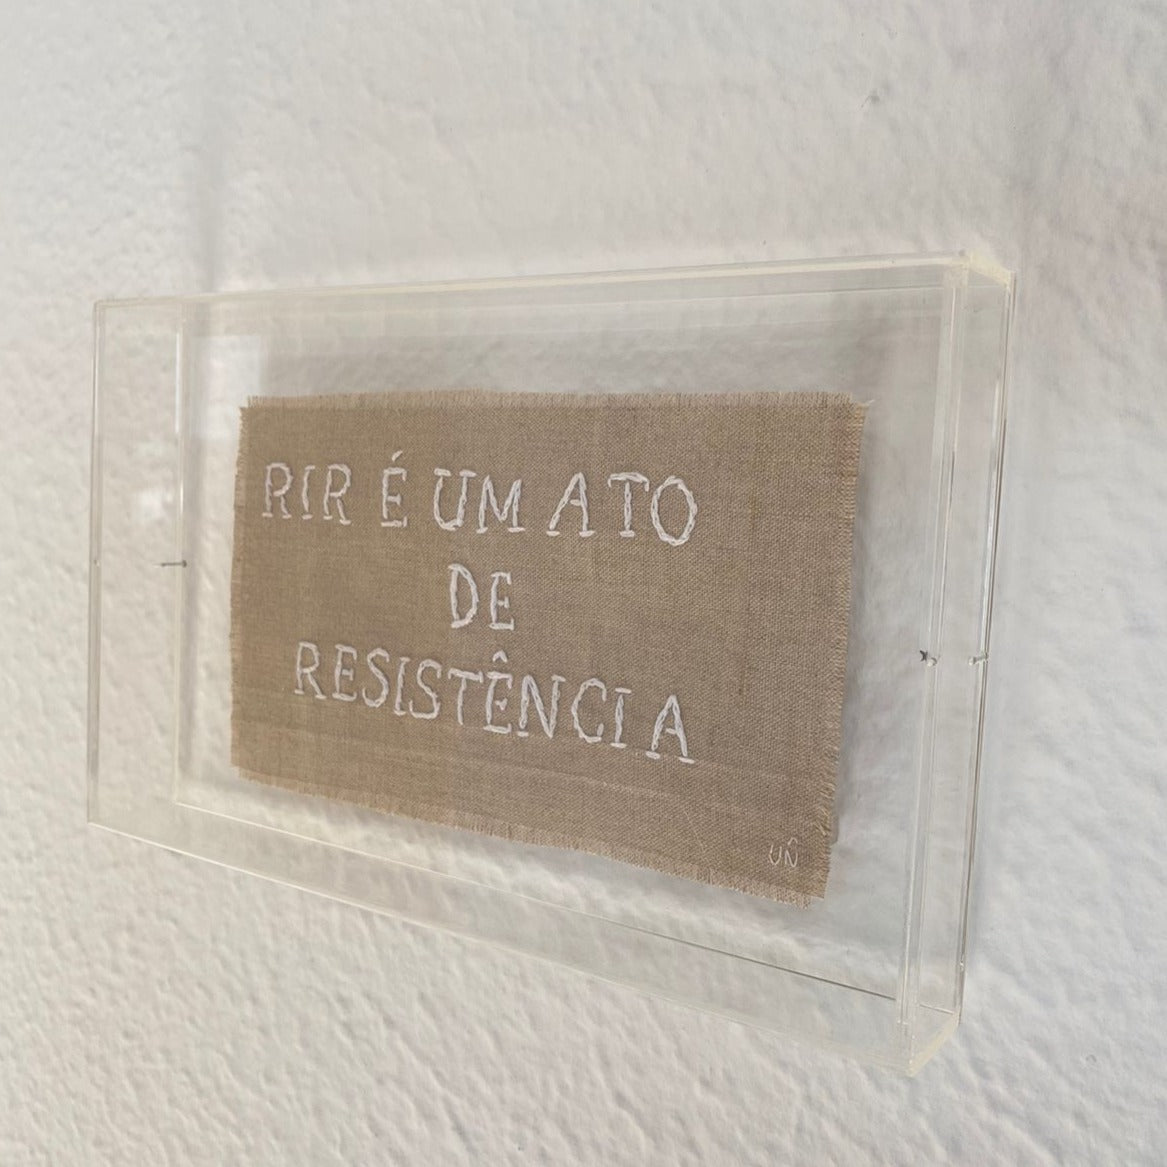 RIR É UM ATO
DE
RESISTÊNCIA
UÑ